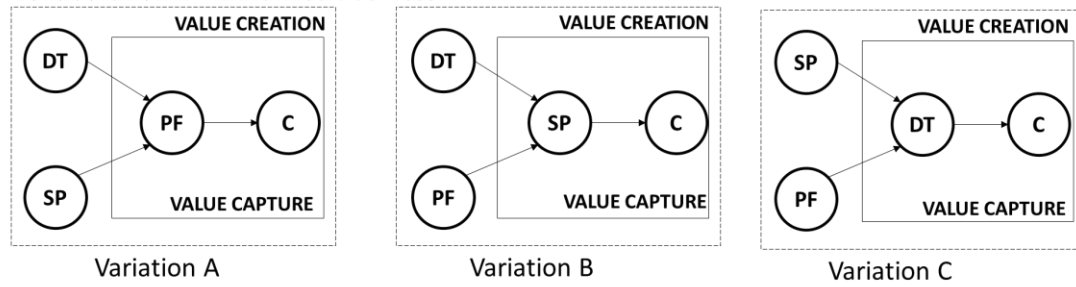 VALUE CREATION
DT
PF
C
SP
VALUE CAPTURE
Variation A
VALUE CREATION
DT
SP
C
PF
VALUE CAPTURE
Variation B
VALUE CREATION
SP
DT
C
PF
VALUE CAPTURE
Variation C